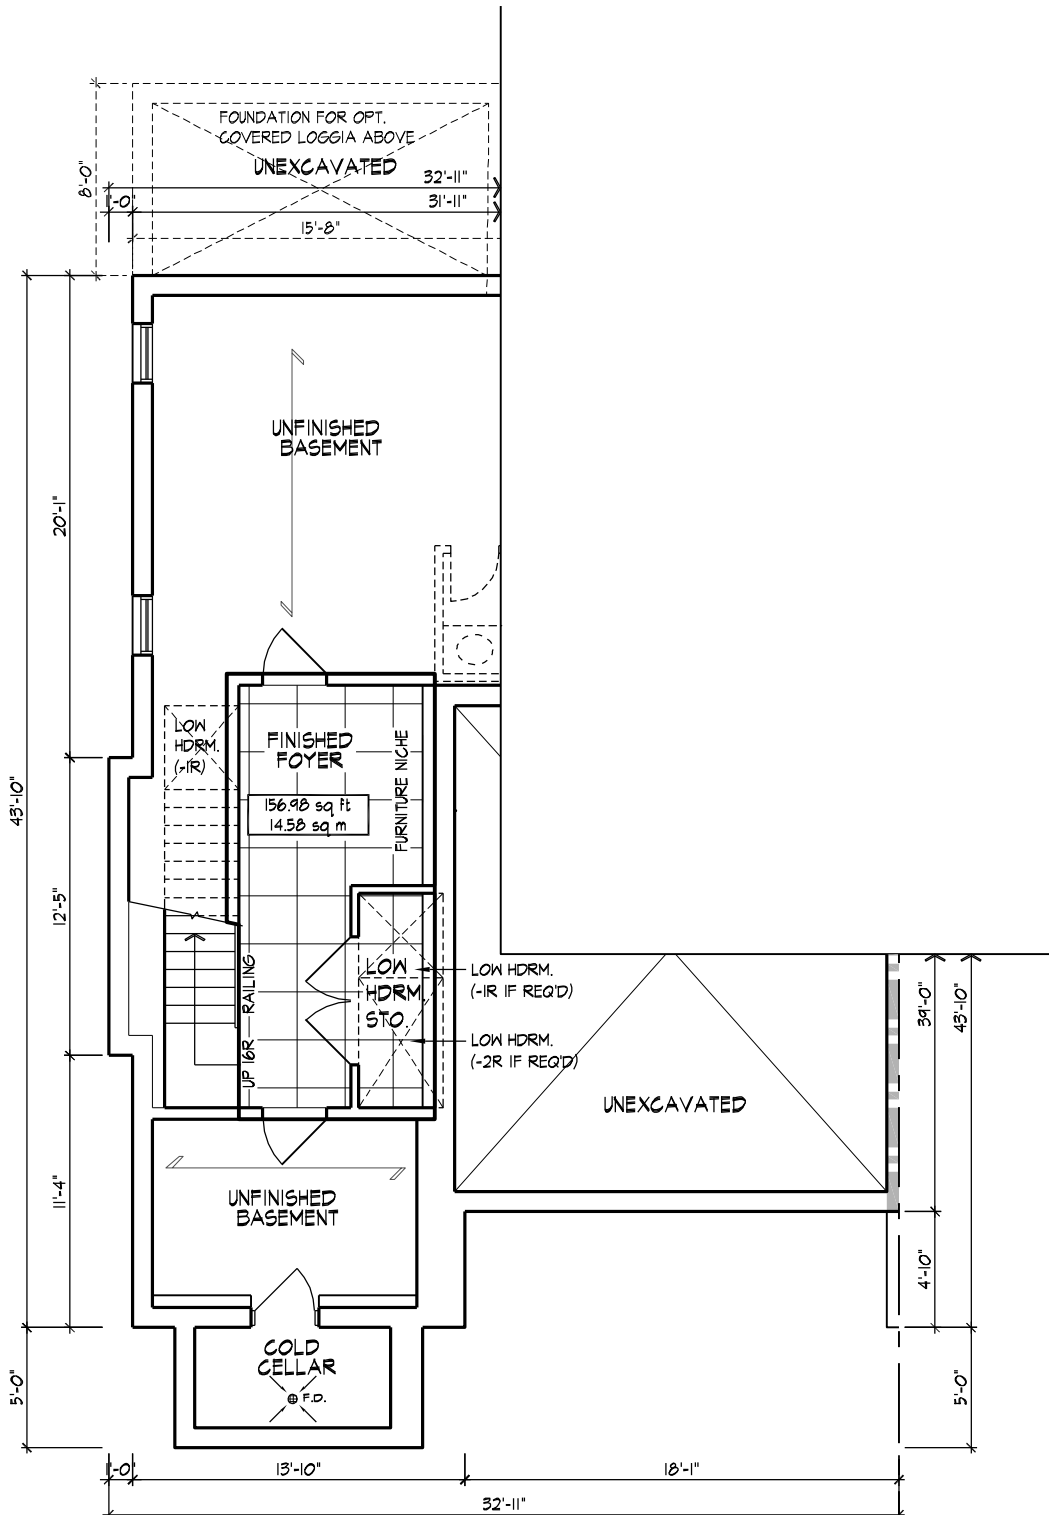 FOUNDATION FOR OPT.
COVERED LOGGIA ABOVE
UNEXCAVATED
8'-0"
32'-11"
1'-0"
31'-11"
15'-8"
UNFINISHED
BASEMENT
20'-1"
43'-10"
LOW
HDRM.
(-1R)
FINISHED
FOYER
156.98 sq ft
14.58 sq m
FURNITURE NICHE
12'-5"
LOW
HDRM.
STO.
LOW HDRM.
(-1R IF REQ'D)
LOW HDRM.
(-2R IF REQ'D)
UP 16R
RAILING
39'-0"
43'-10"
UNEXCAVATED
11'-4"
UNFINISHED
BASEMENT
4'-10"
COLD
CELLAR
F.D.
5'-0"
5'-0"
1'-0"
13'-10"
18'-1"
32'-11"